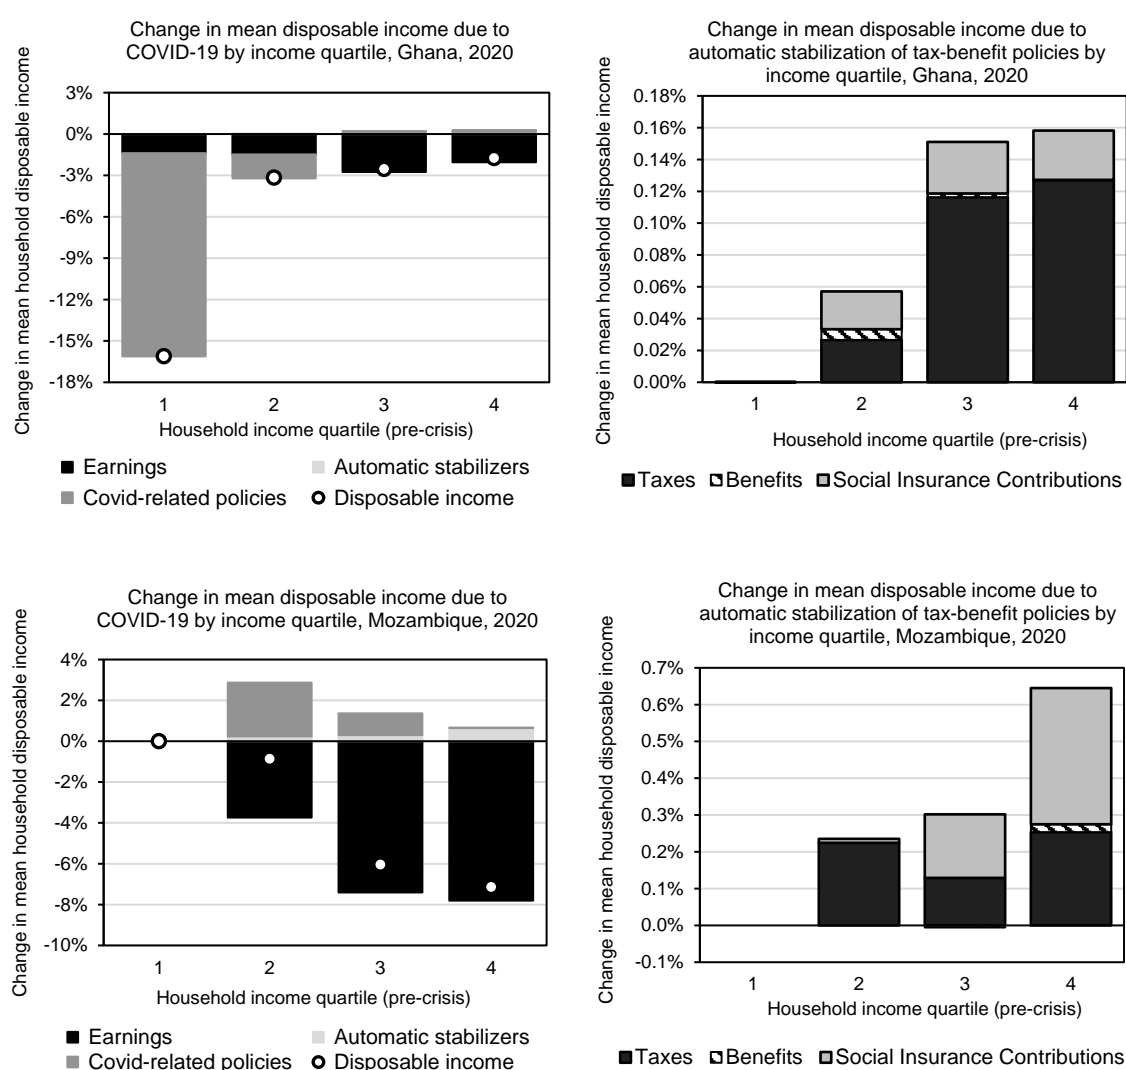 Change in mean disposable income due to
COVID-19 by income quartile, Ghana, 2020
Change in mean household disposable income
3%
0%
-3%
-6%
-9%
-12%
-15%
-18%
1 2 3 4
Household income quartile (pre-crisis)
Earnings Automatic stabilizers
Covid-related policies Disposable income
Change in mean disposable income due to
automatic stabilization of tax-benefit policies by
income quartile, Ghana, 2020
Change in mean household disposable income
0.18%
0.16%
0.14%
0.12%
0.10%
0.08%
0.06%
0.04%
0.02%
0.00%
1 2 3 4
Household income quartile (pre-crisis)
Taxes Benefits Social Insurance Contributions
Change in mean disposable income due to
COVID-19 by income quartile, Mozambique, 2020
Change in mean household disposable income
4%
2%
0%
-2%
-4%
-6%
-8%
-10%
1 2 3 4
Household income quartile (pre-crisis)
Earnings Automatic stabilizers
Covid-related policies Disposable income
Change in mean disposable income due to
automatic stabilization of tax-benefit policies by
income quartile, Mozambique, 2020
Change in mean household disposable income
0.7%
0.6%
0.5%
0.4%
0.3%
0.2%
0.1%
0.0%
-0.1%
1 2 3 4
Household income quartile (pre-crisis)
Taxes Benefits Social Insurance Contributions